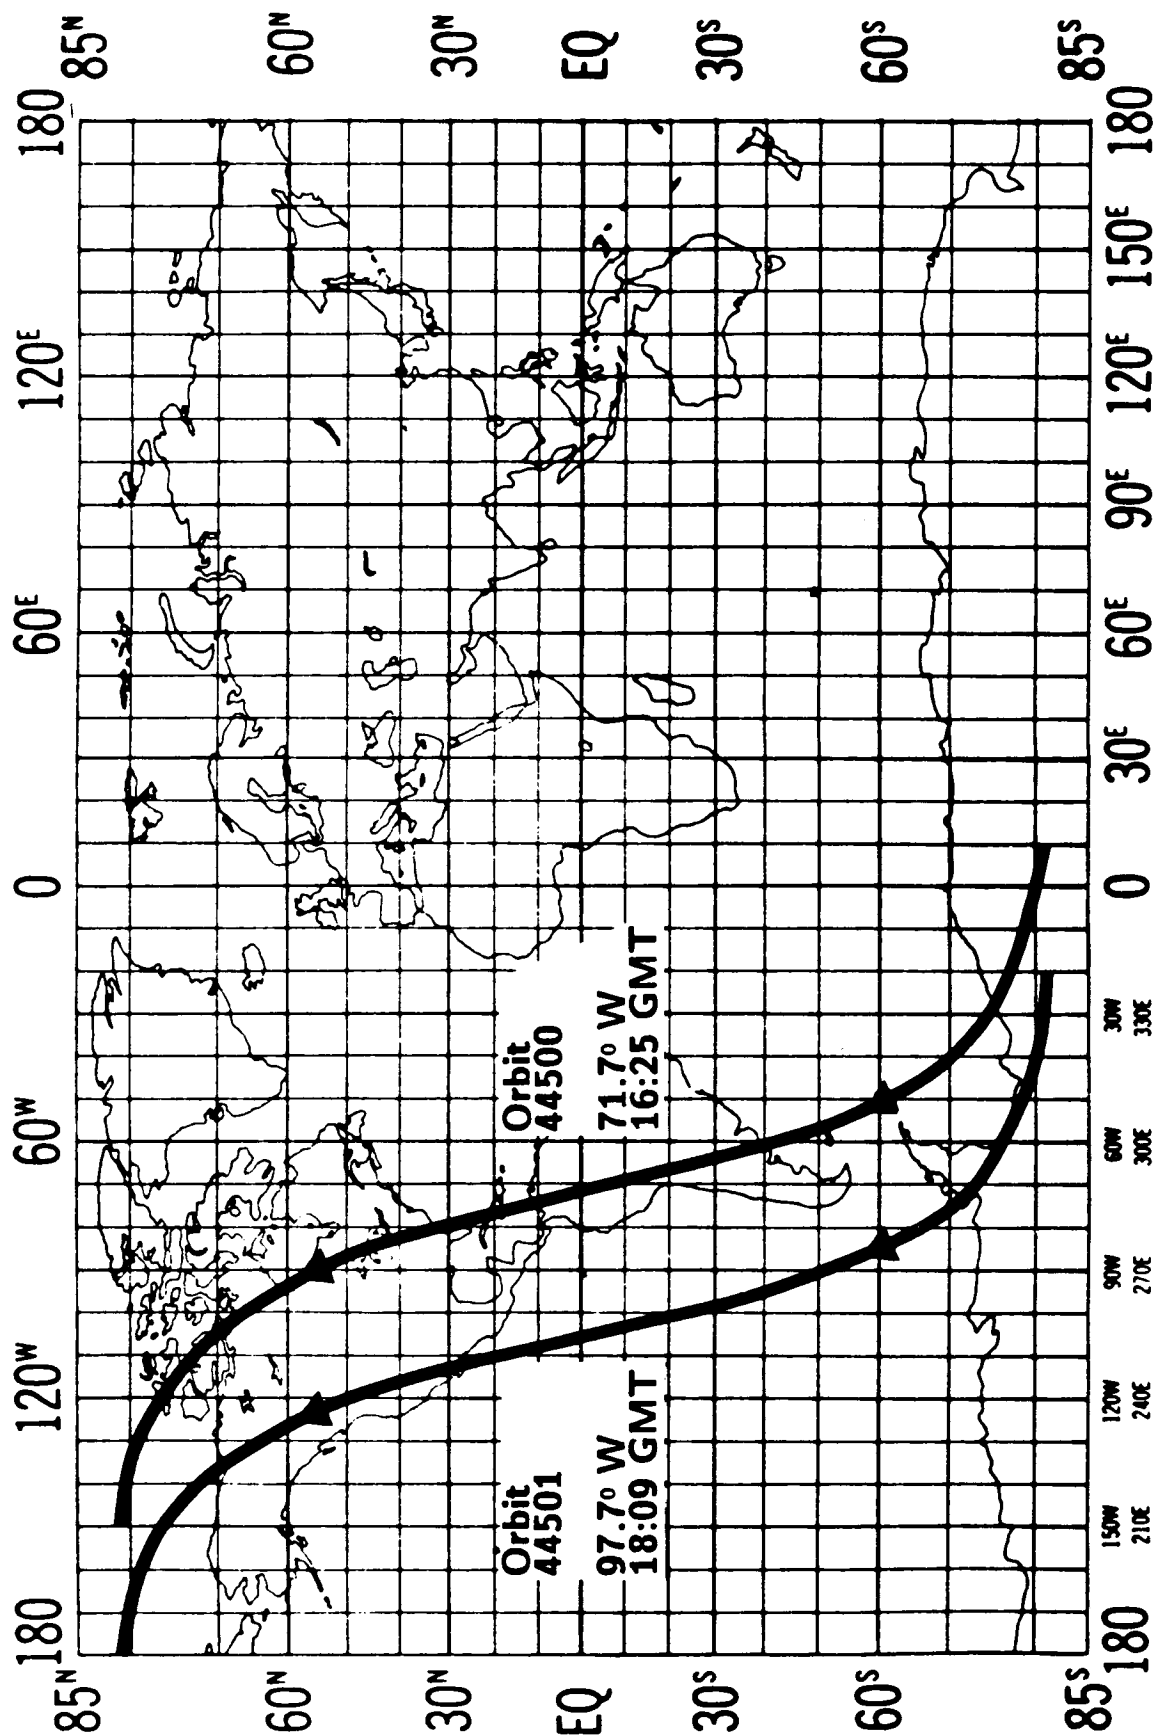 180 120W 60W 0 60E 120E 180
85N 85N
60N 60N
30N 30N
Orbit
44501
Orbit
44500
EQ EQ
97.7° W
18:09 GMT
71.7° W
16:25 GMT
30S 30S
60S 60S
85S 85S
180 150W 120W 90W 60W 30W 0 30E 60E 90E 120E 150E 180
210E 240E 270E 300E 330E